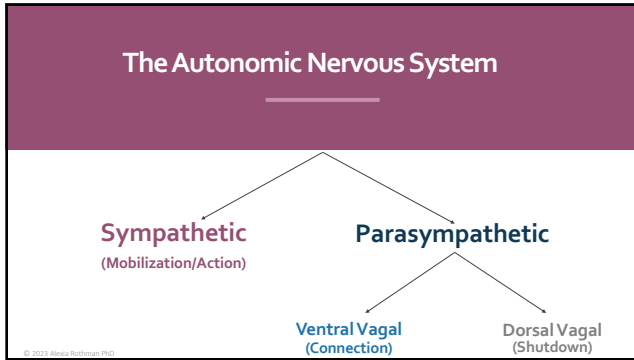 The Autonomic Nervous System
Sympathetic
(Mobilization/Action)
Parasympathetic
Ventral Vagal
(Connection)
Dorsal Vagal
(Shutdown)
© 2023 Alexia Rothman PhD